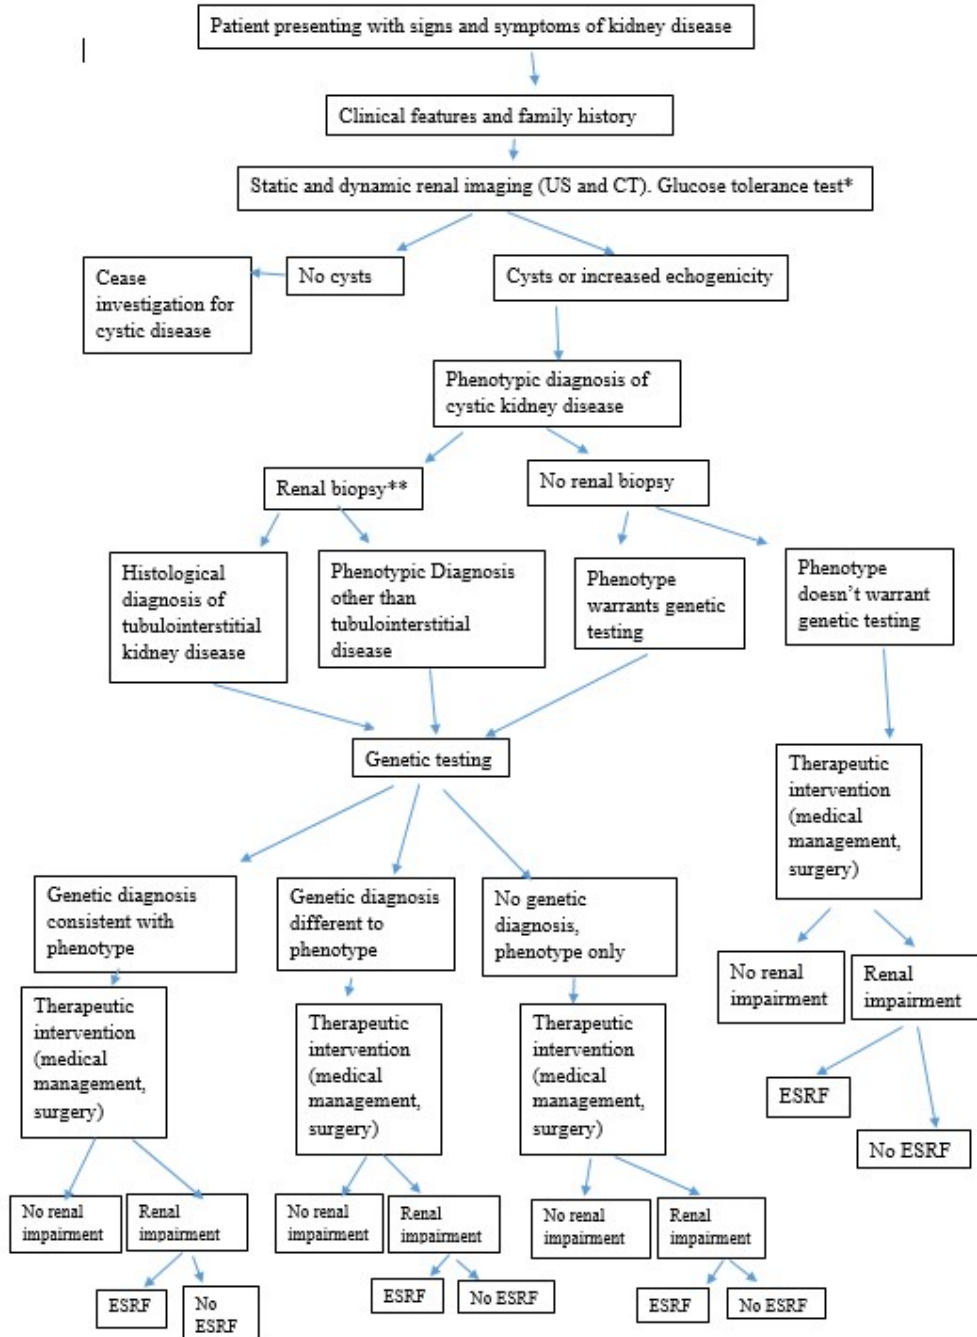 Patient presenting with signs and symptoms of kidney disease
Clinical features and family history
Static and dynamic renal imaging (US and CT). Glucose tolerance test*
Cease
investigation for
cystic disease
No cysts
Cysts or increased echogenicity
Phenotypic diagnosis of
cystic kidney disease
Renal biopsy**
No renal biopsy
Histological
diagnosis of
tubulointerstitial
kidney disease
Phenotypic Diagnosis
other than
tubulointerstitial
disease
Phenotype
warrants genetic
testing
Phenotype
doesn’t warrant
genetic testing
Genetic testing
Therapeutic
intervention
(medical
management,
surgery)
Genetic diagnosis
consistent with
phenotype
Genetic diagnosis
different to
phenotype
No genetic
diagnosis,
phenotype only
No renal
impairment
Renal
impairment
Therapeutic
intervention
(medical
management,
surgery)
Therapeutic
intervention
(medical
management,
surgery)
Therapeutic
intervention
(medical
management,
surgery)
ESRF
No ESRF
No renal
impairment
Renal
impairment
No renal
impairment
Renal
impairment
No renal
impairment
Renal
impairment
ESRF
No
ESRF
ESRF
No ESRF
ESRF
No ESRF